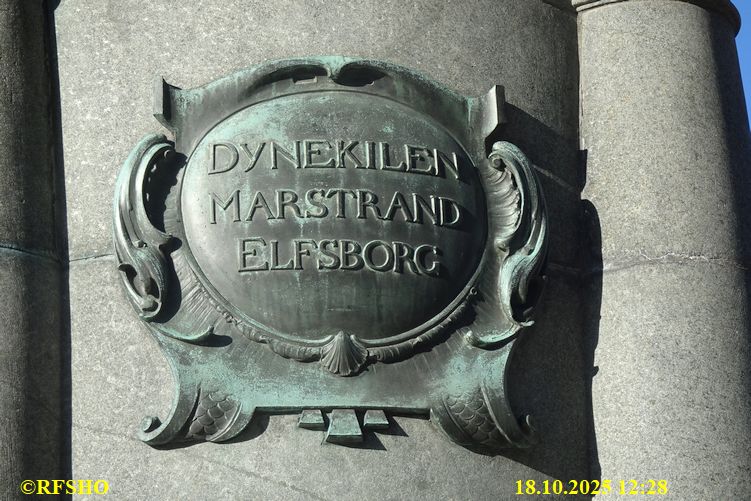 DYNEKILEN
MARSTRAND
ELFSBORG
©RFSHO
18.10.2025 12:28